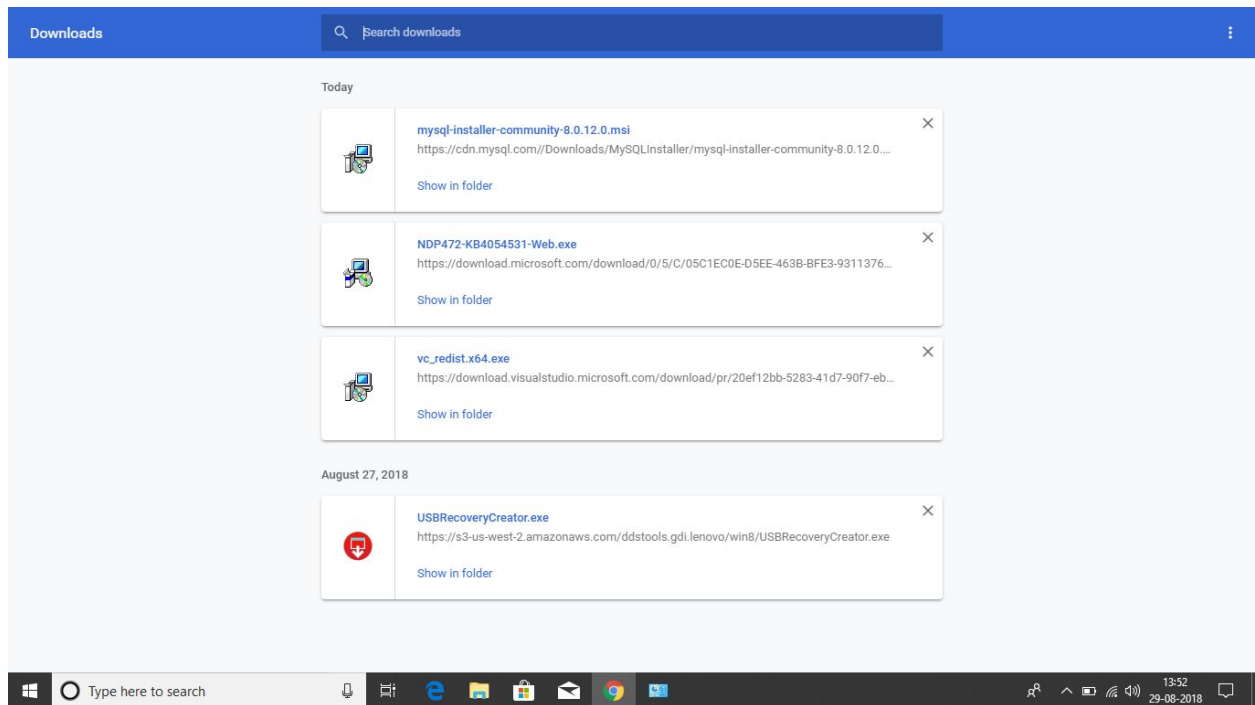 Downloads
Search downloads
Today
mysql-installer-community-8.0.12.0.msi
https://cdn.mysql.com//Downloads/MySQLInstaller/mysql-installer-community-8.0.12.0....
Show in folder
NDP472-KB4054531-Web.exe
https://download.microsoft.com/download/0/5/C/05C1EC0E-D5EE-463B-BFE3-9311376...
Show in folder
vc_redist.x64.exe
https://download.visualstudio.microsoft.com/download/pr/20ef12bb-5283-41d7-90f7-eb...
Show in folder
August 27, 2018
USBRecoveryCreator.exe
https://s3-us-west-2.amazonaws.com/ddstools.gdi.lenovo/win8/USBRecoveryCreator.exe
Show in folder
Type here to search
13:52
29-08-2018